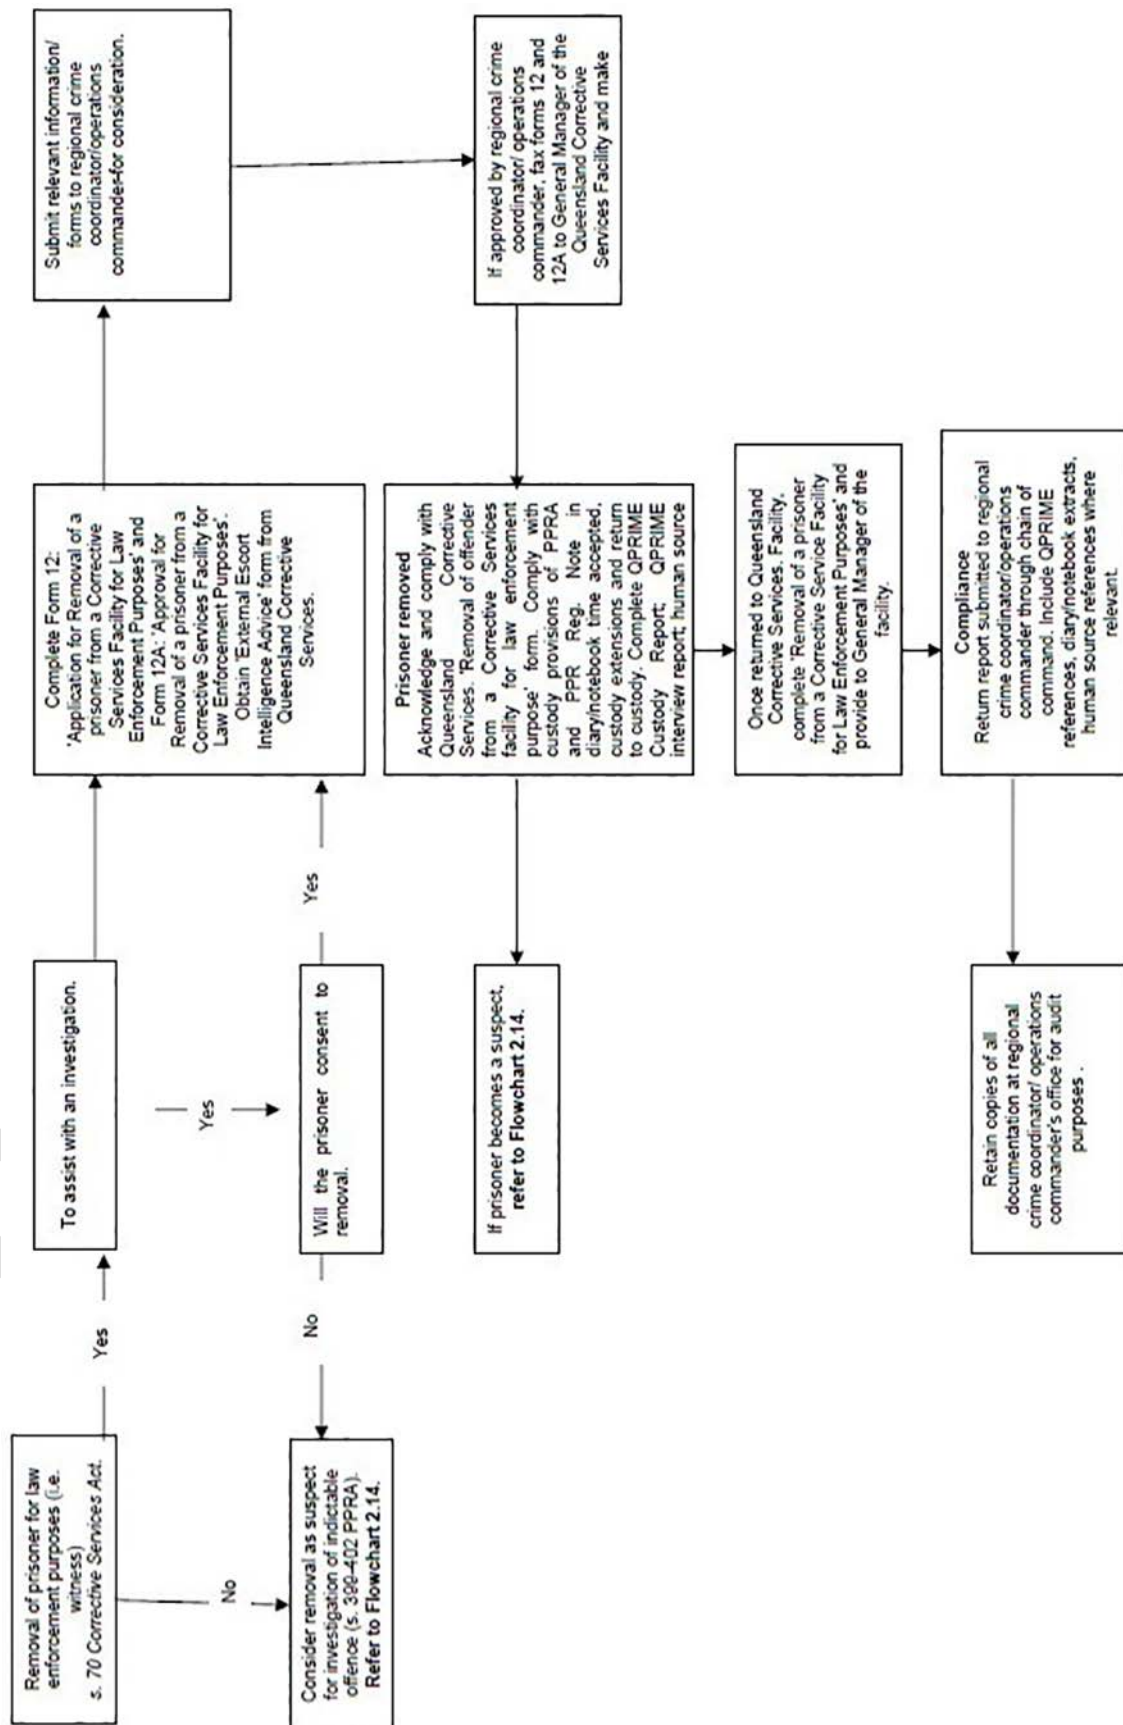 Removal of prisoner for law
enforcement purposes (i.e.
witness)
s. 70 Corrective Services Act.
Yes
To assist with an investigation.
Complete Form 12:
'Application for Removal of a
prisoner from a Corrective
Services Facility for Law
Enforcement Purposes' and
Form 12A: 'Approval for
Removal of a prisoner from a
Corrective Services Facility for
Law Enforcement Purposes'.
Obtain 'External Escort
Intelligence Advice' form from
Queensland Corrective
Services.
Submit relevant information/
forms to regional crime
coordinator/operations
commander-for consideration.
No
Yes
Consider removal as suspect
for investigation of indictable
offence (s. 399-402 PPRA).
Refer to Flowchart 2.14.
No
Will the prisoner consent to
removal.
Yes
If prisoner becomes a suspect,
refer to Flowchart 2.14.
Prisoner removed
Acknowledge and comply with
Queensland Corrective
Services. 'Removal of offender
from a Corrective Services
facility for law enforcement
purpose' form. Comply with
custody provisions of PPRA
and PPR Reg. Note in
diary/notebook time accepted,
custody extensions and return
to custody. Complete QPRIME
Custody Report; QPRIME
interview report; human source
If approved by regional crime
coordinator/ operations
commander, fax forms 12 and
12A to General Manager of the
Queensland Corrective
Services Facility and make
Once returned to Queensland
Corrective Services. Facility.
complete 'Removal of a prisoner
from a Corrective Service Facility
for Law Enforcement Purposes' and
provide to General Manager of the
facility.
Retain copies of all
documentation at regional
crime coordinator/ operations
commander's office for audit
purposes .
Compliance
Return report submitted to regional
crime coordinator/operations
commander through chain of
command. Include QPRIME
references, diary/notebook extracts,
human source references where
relevant.